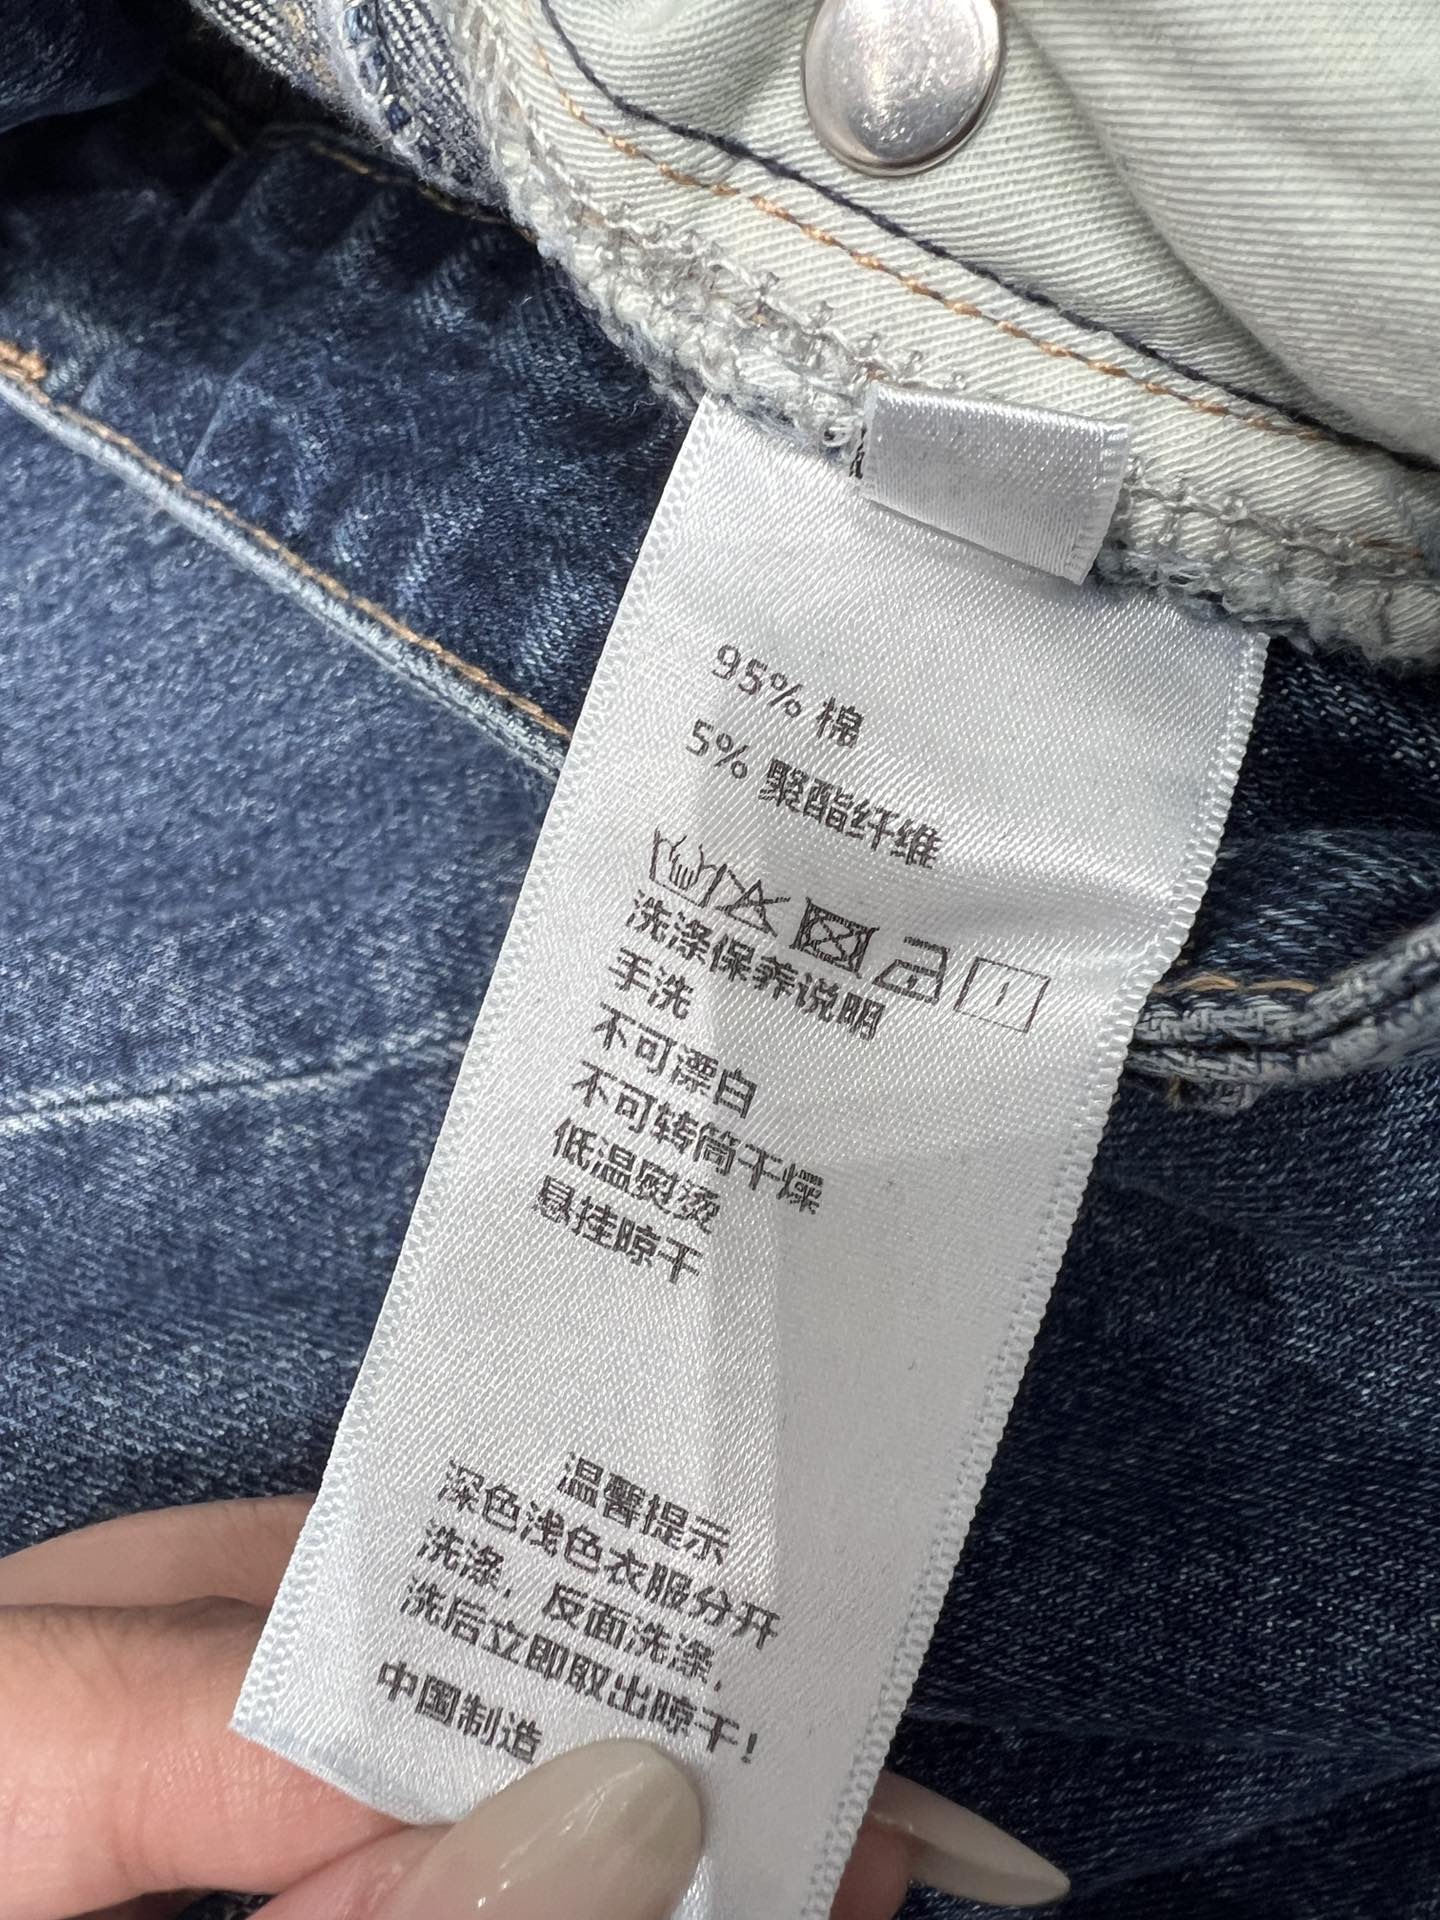 95% 棉
5% 聚酯纤维
洗涤保养说明
手洗
不可漂白
不可转筒干燥
低温熨烫
悬挂晾干
温馨提示
深色浅色衣服分开
洗涤，反面洗涤，
洗后立即取出晾干！
中国制造